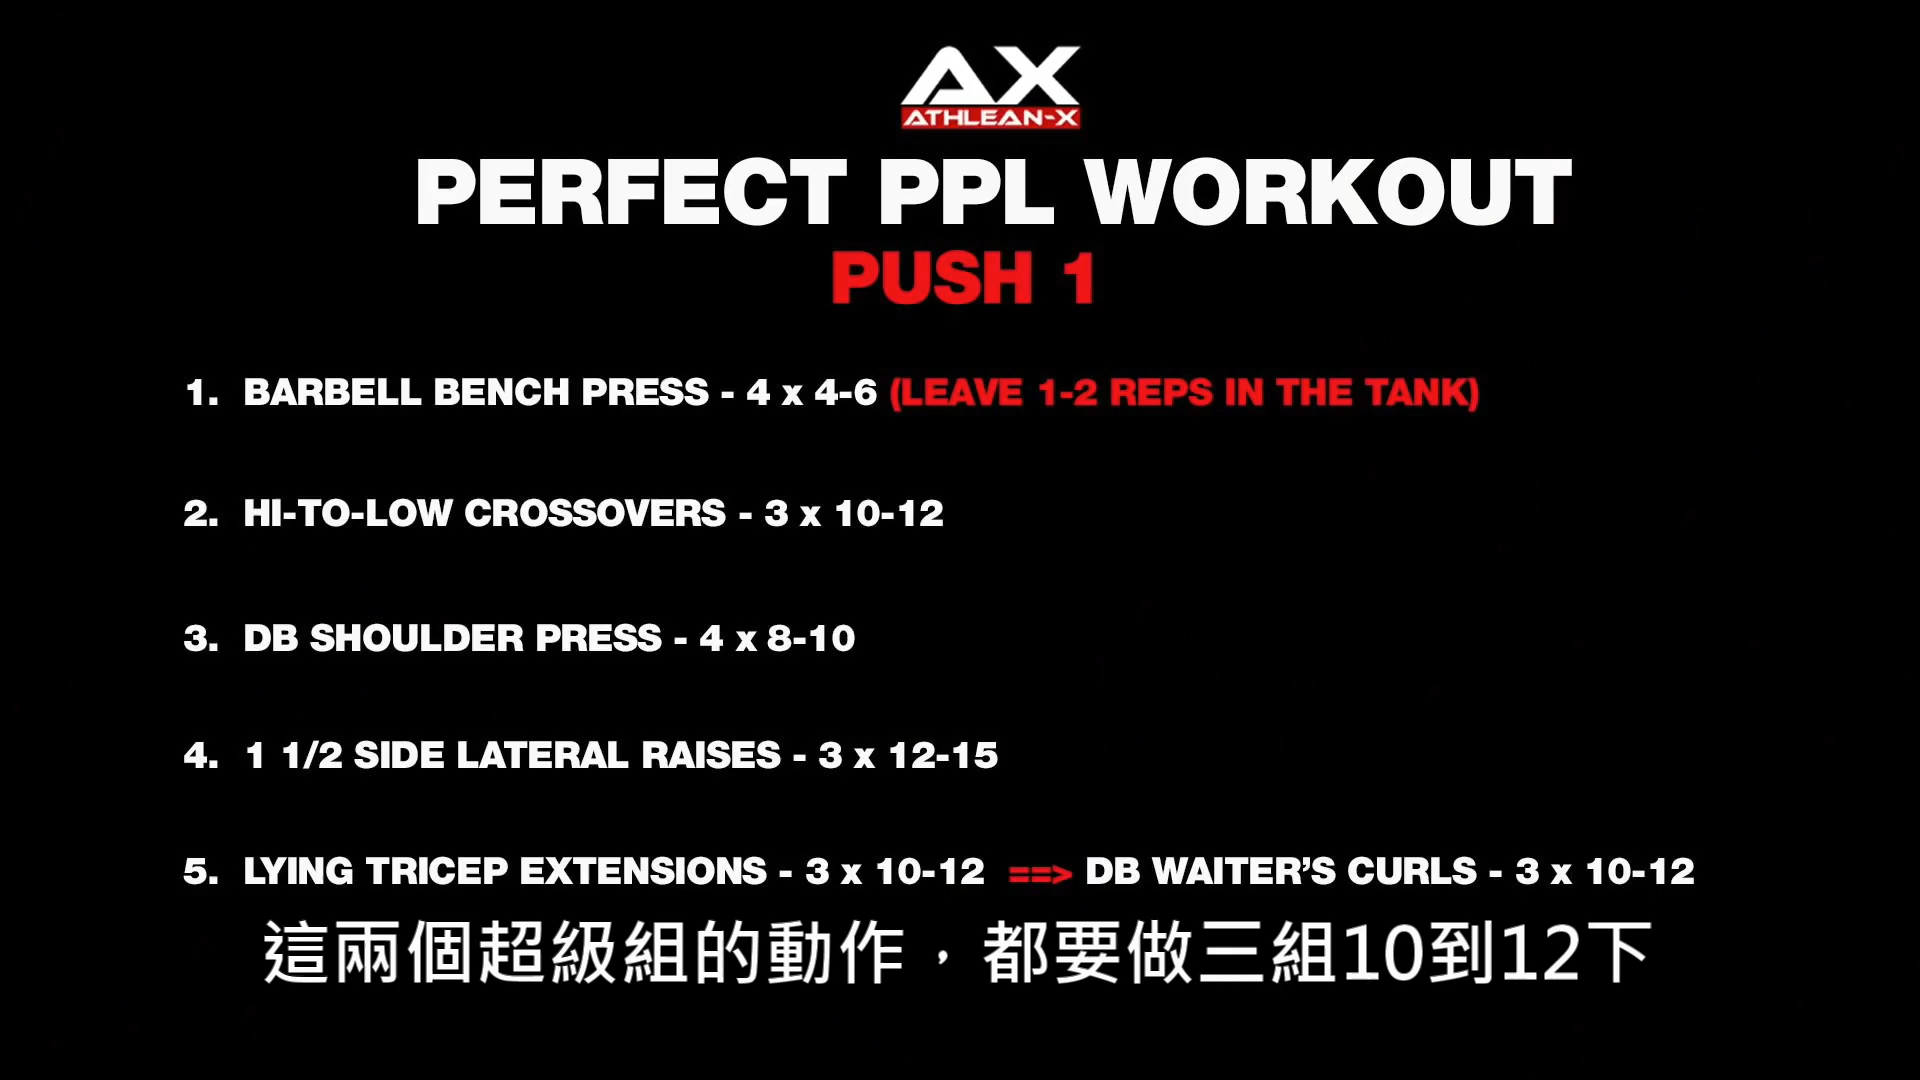 AX
ATHLEAN-X
PERFECT PPL WORKOUT
PUSH 1
1. BARBELL BENCH PRESS - 4 x 4-6 (LEAVE 1-2 REPS IN THE TANK)
2. HI-TO-LOW CROSSOVERS - 3 x 10-12
3. DB SHOULDER PRESS - 4 x 8-10
4. 1 1/2 SIDE LATERAL RAISES - 3 x 12-15
5. LYING TRICEP EXTENSIONS - 3 x 10-12 ==> DB WAITER’S CURLS - 3 x 10-12
這兩個超級組的動作，都要做三組10到12下